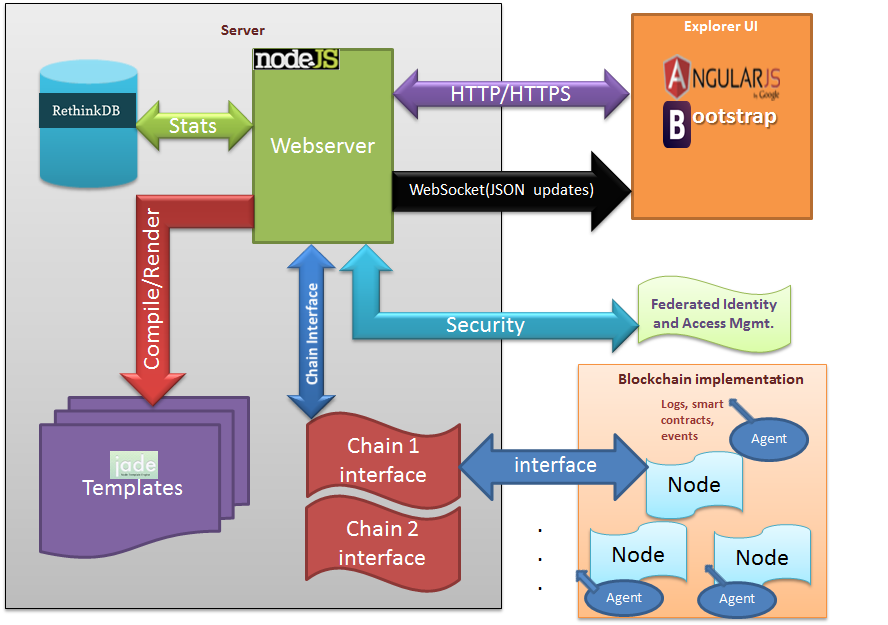 Server
Explorer UI
nodeJS
ANGULARJS
by Google
Bootstrap
RethinkDB
Stats
Webserver
HTTP/HTTPS
WebSocket(JSON updates)
Compile/Render
Chain Interface
Security
Federated Identity
and Access Mgmt.
Blockchain implementation
Logs, smart
contracts,
events
Agent
jade
Templates
Chain 1
interface
interface
Node
Chain 2
interface
.
.
.
Node
Node
Agent
Agent